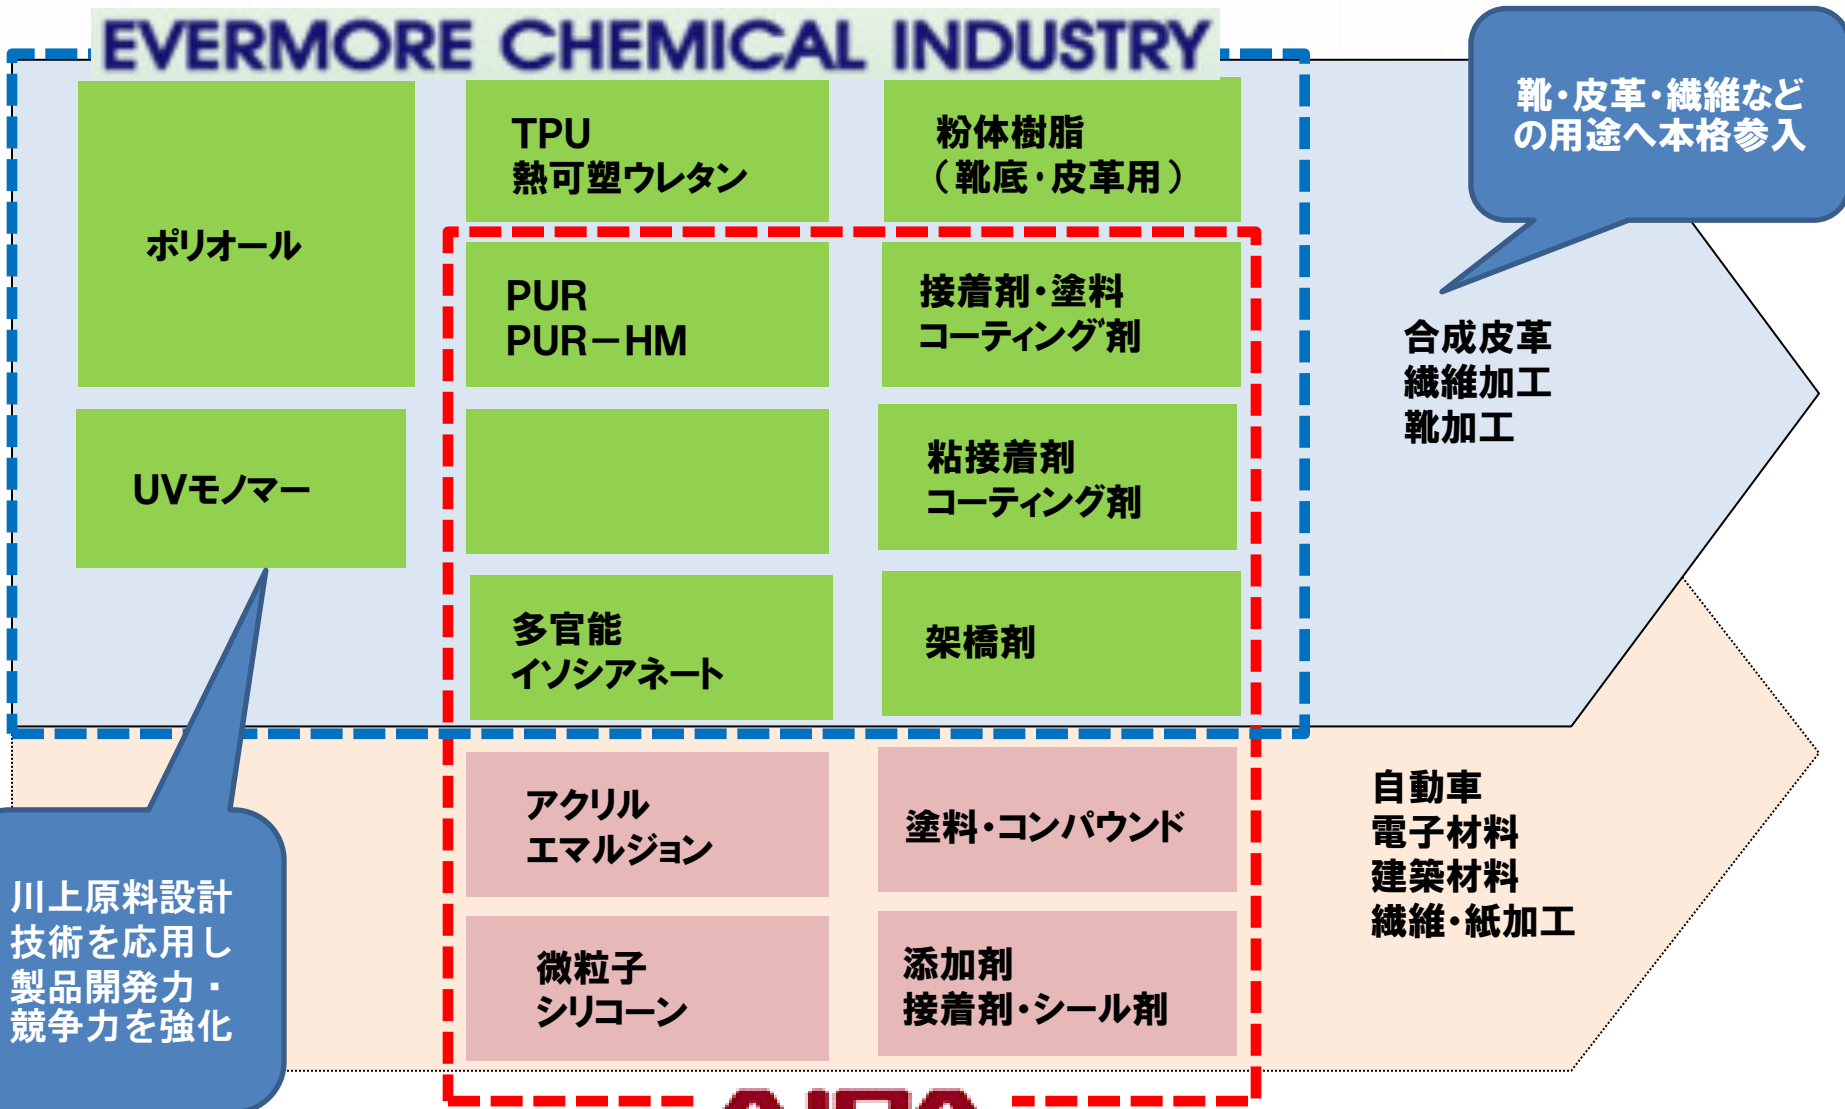 EVERMORE CHEMICAL INDUSTRY
靴・皮革・繊維など
の用途へ本格参入
ポリオール
TPU
熱可塑ウレタン
粉体樹脂
（靴底・皮革用）
PUR
PUR－HM
接着剤・塗料
コーティング剤
合成皮革
繊維加工
靴加工
UVモノマー
粘接着剤
コーティング剤
多官能
イソシアネート
架橋剤
アクリル
エマルジョン
塗料・コンパウンド
自動車
電子材料
建築材料
繊維・紙加工
川上原料設計
技術を応用し
製品開発力・
競争力を強化
微粒子
シリコーン
添加剤
接着剤・シール剤